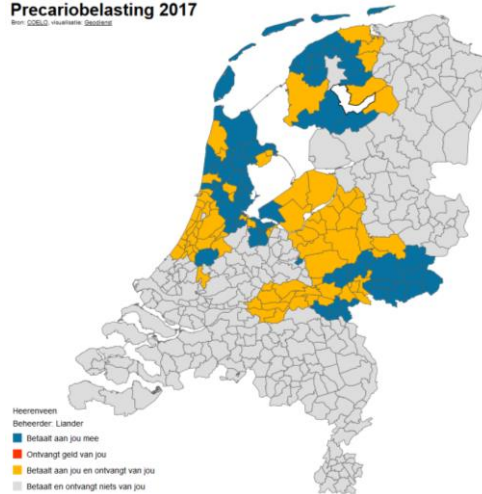 Precariobelasting 2017
Bron: COELO, visualisatie: Geodienst
Heerenveen
Beheerder: Liander
Betaalt aan jou mee
Ontvangt geld van jou
Betaalt aan jou en ontvangt van jou
Betaalt en ontvangt niets van jou